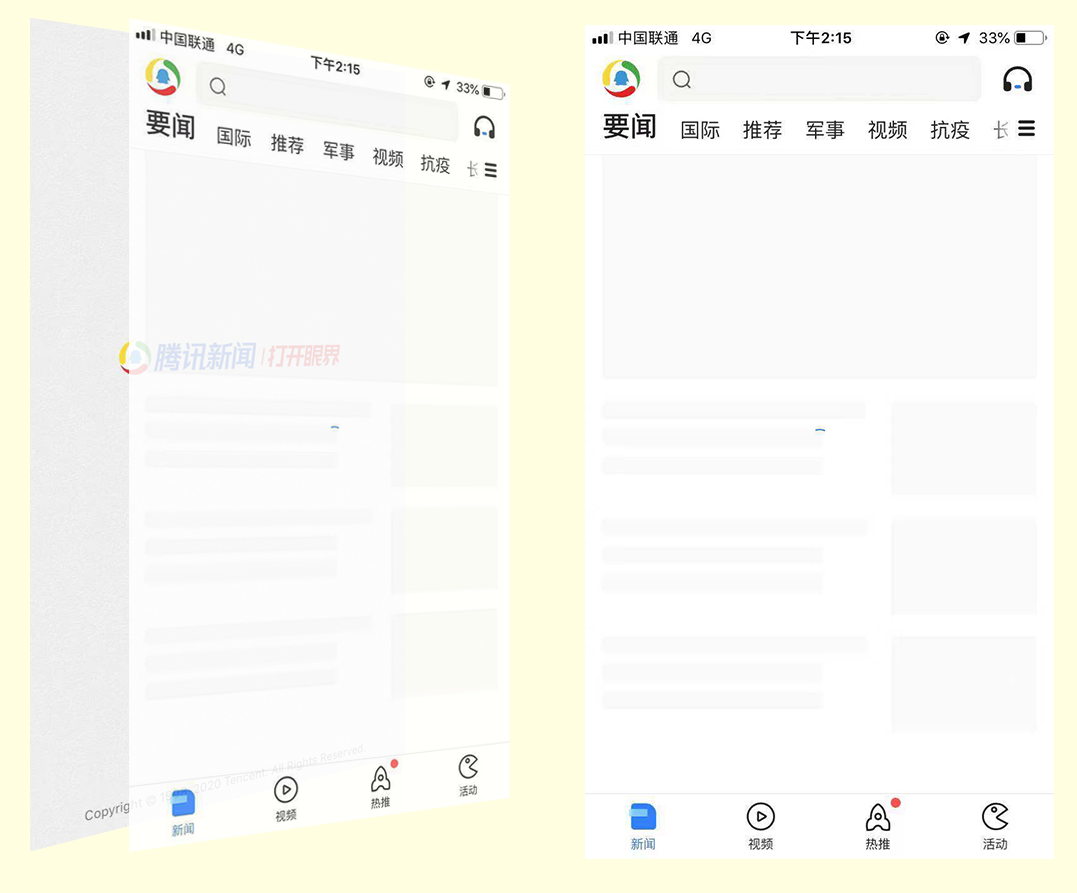 中国联通 4G 下午2:15 33%
要闻 国际 推荐 军事 视频 抗疫 长
腾讯新闻 打开眼界
Copyright © 1998-2020 Tencent. All Rights Reserved
新闻 视频 热推 活动
中国联通 4G 下午2:15 33%
要闻 国际 推荐 军事 视频 抗疫 长
新闻 视频 热推 活动